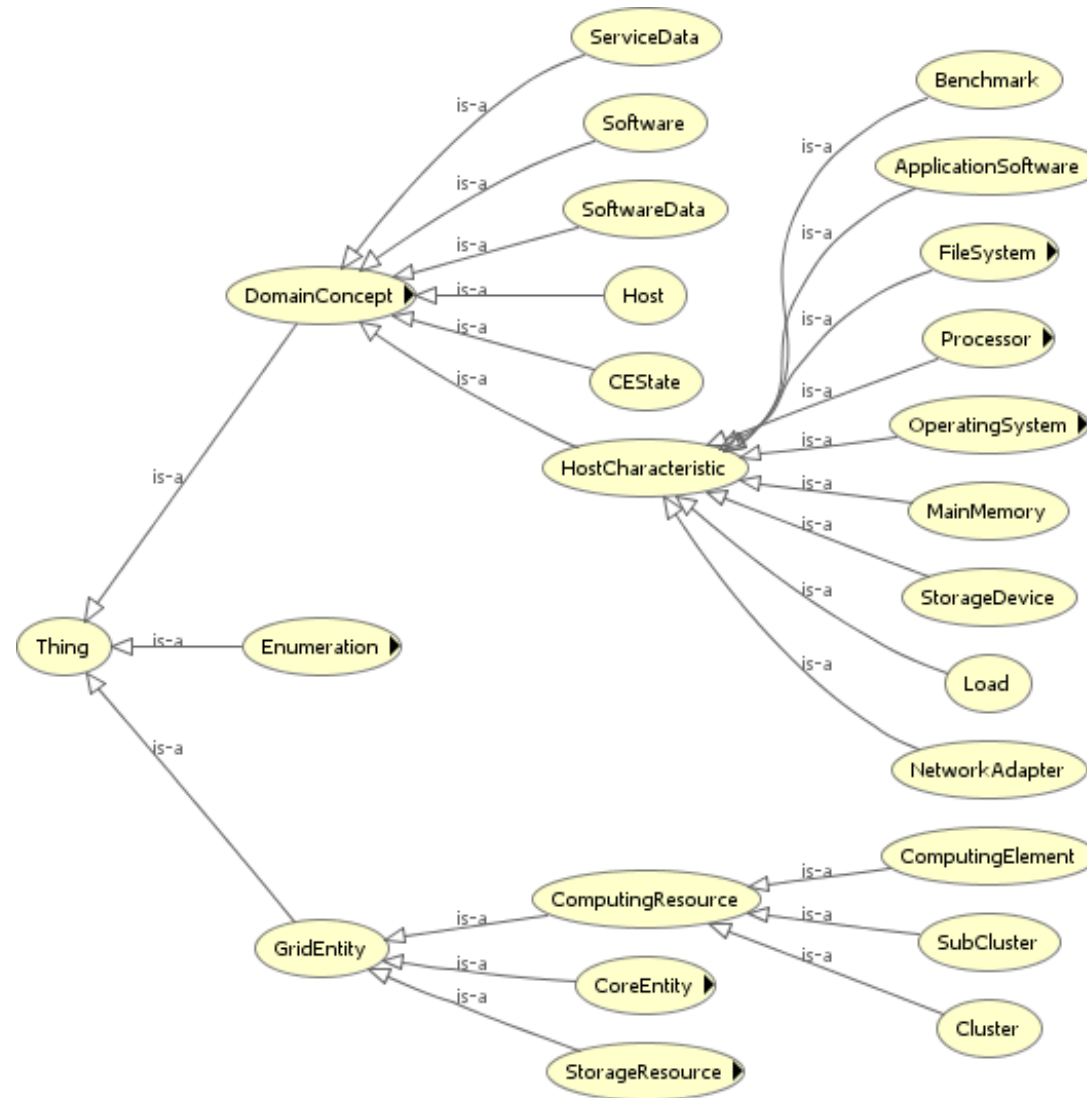 ServiceData
Benchmark
is-a
Software
is-a
ApplicationSoftware
is-a
SoftwareData
is-a
is-a
FileSystem
DomainConcept
is-a
Host
is-a
Processor
is-a
CEState
is-a
is-a
OperatingSystem
is-a
HostCharacteristic
is-a
is-a
MainMemory
is-a
StorageDevice
is-a
Thing
is-a
Enumeration
is-a
Load
is-a
NetworkAdapter
ComputingElement
is-a
ComputingResource
is-a
is-a
SubCluster
GridEntity
is-a
is-a
CoreEntity
is-a
Cluster
StorageResource